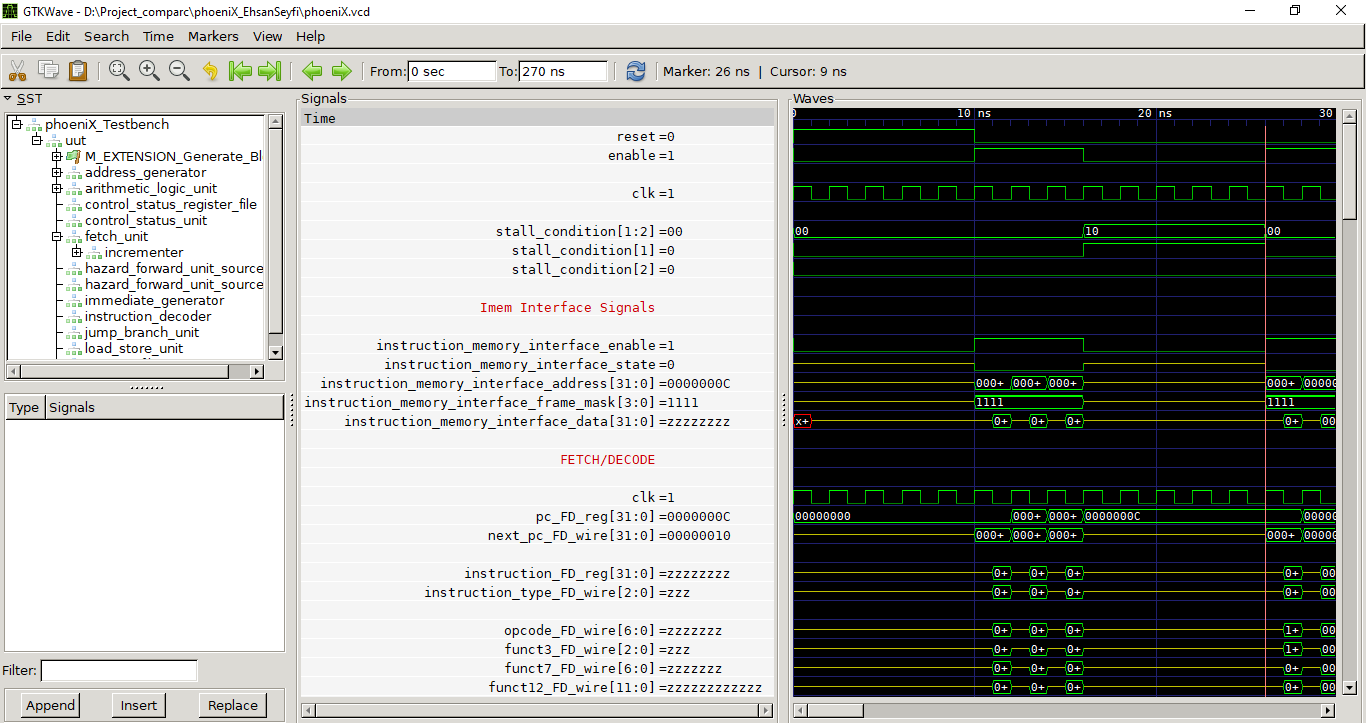 GTKWave - D:\Project_comparc\phoeniX_EhsanSeyfi\phoeniX.vcd
File Edit Search Time Markers View Help
From: 0 sec To: 270 ns Marker: 26 ns | Cursor: 9 ns
SST
phoeniX_Testbench
uut
M_EXTENSION_Generate_Bl
address_generator
arithmetic_logic_unit
control_status_register_file
control_status_unit
fetch_unit
incrementer
hazard_forward_unit_source
hazard_forward_unit_source
immediate_generator
instruction_decoder
jump_branch_unit
load_store_unit
Type Signals
Filter:
Append Insert Replace
Signals
Time
reset=0
enable=1
clk=1
stall_condition[1:2]=00
stall_condition[1]=0
stall_condition[2]=0
Imem Interface Signals
instruction_memory_interface_enable=1
instruction_memory_interface_state=0
instruction_memory_interface_address[31:0]=0000000C
instruction_memory_interface_frame_mask[3:0]=1111
instruction_memory_interface_data[31:0]=zzzzzzzz
FETCH/DECODE
clk=1
pc_FD_reg[31:0]=0000000C
next_pc_FD_wire[31:0]=00000010
instruction_FD_reg[31:0]=zzzzzzzz
instruction_type_FD_wire[2:0]=zzz
opcode_FD_wire[6:0]=zzzzzzz
funct3_FD_wire[2:0]=zzz
funct7_FD_wire[6:0]=zzzzzzz
funct12_FD_wire[11:0]=zzzzzzzzzzzz
Waves
10 ns 20 ns 30
00 10 00
000+ 000+ 000+ 000+ 00000
1111 1111
x+ 0+ 0+ 0+ 0+ 00
00000000 000+ 000+ 0000000C 00000
000+ 000+ 000+ 000+ 00000
0+ 0+ 0+ 0+ 00
0+ 0+ 0+ 0+ 00
0+ 0+ 0+ 1+ 00
0+ 0+ 0+ 1+ 00
0+ 0+ 0+ 0+ 00
0+ 0+ 0+ 0+ 00